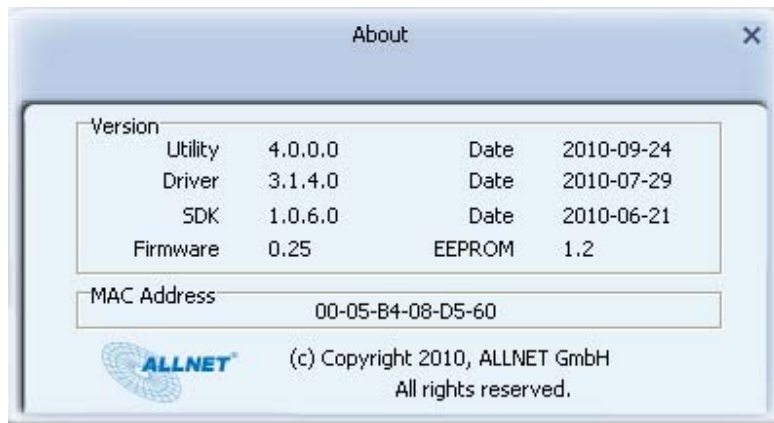 About
Version
Utility 4.0.0.0 Date 2010-09-24
Driver 3.1.4.0 Date 2010-07-29
SDK 1.0.6.0 Date 2010-06-21
Firmware 0.25 EEPROM 1.2
MAC Address
00-05-B4-08-D5-60
ALLNET®
(c) Copyright 2010, ALLNET GmbH
All rights reserved.